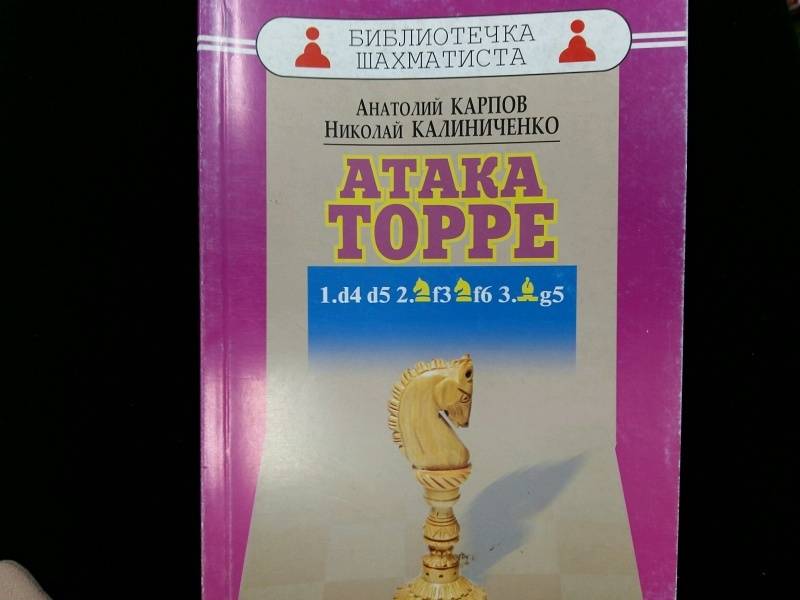 БИБЛИОТЕЧКА
ШАХМАТИСТА
Анатолий КАРПОВ
Николай КАЛИНИЧЕНКО
АТАКА
ТОРРЕ
1.d4 d5 2.♘f3♘f6 3.♗g5